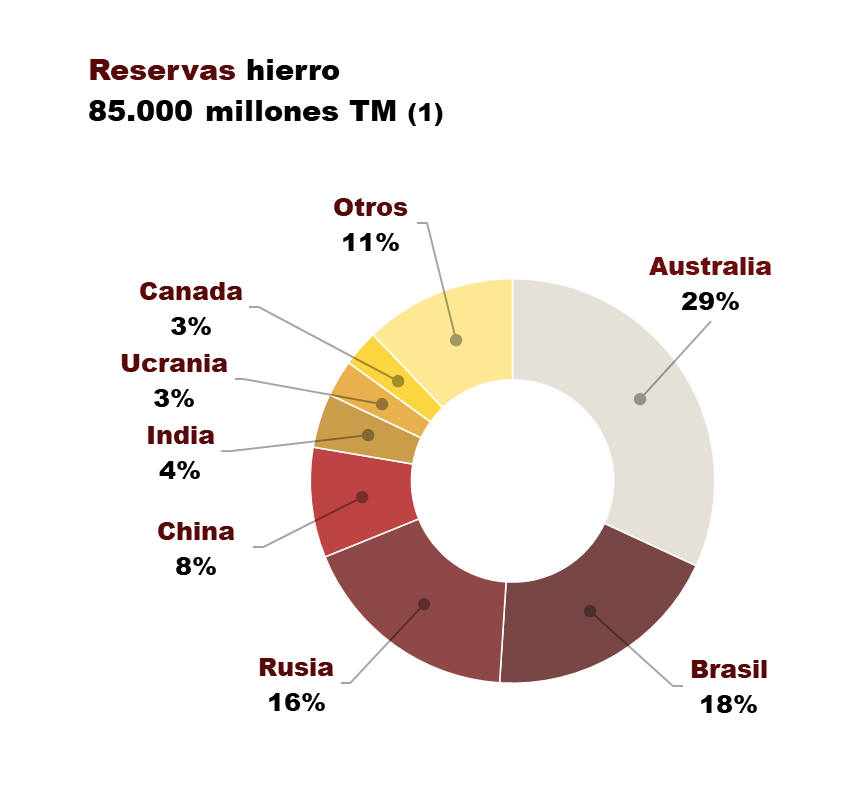 Reservas hierro
85.000 millones TM (1)
Otros
11%
Australia
29%
Canada
3%
Ucrania
3%
India
4%
China
8%
Rusia
16%
Brasil
18%